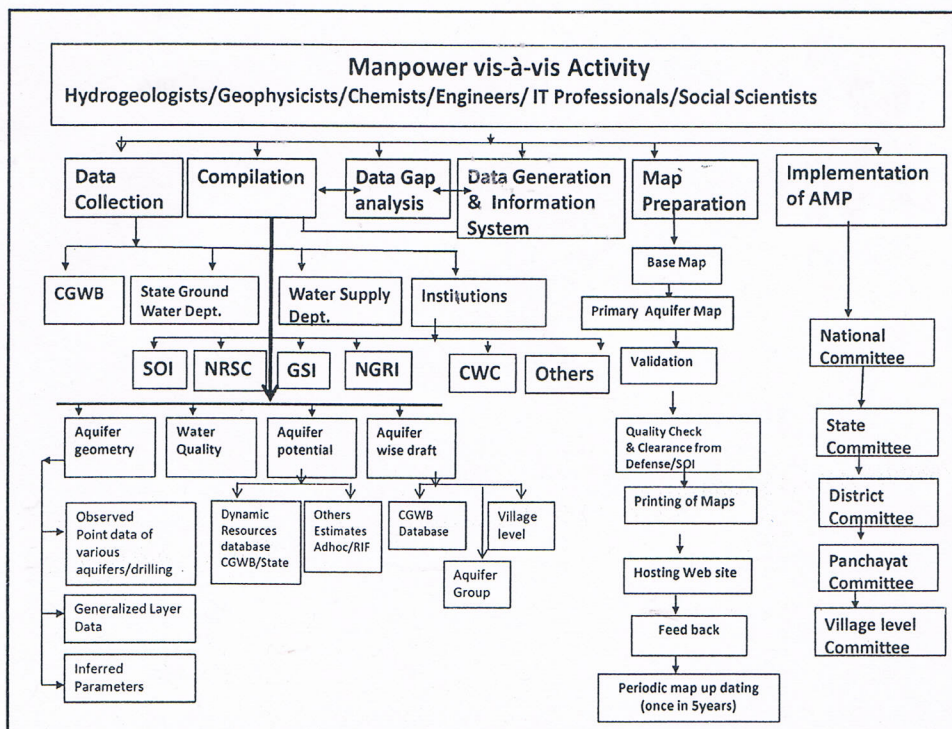 Manpower vis-à-vis Activity
Hydrogeologists/Geophysicists/Chemists/Engineers/ IT Professionals/Social Scientists
Data
Collection
Compilation
Data Gap
analysis
Data Generation
& Information
System
Map
Preparation
Implementation
of AMP
CGWB
State Ground
Water Dept.
Water Supply
Dept.
Institutions
SOI
NRSC
GSI
NGRI
CWC
Others
Aquifer
geometry
Water
Quality
Aquifer
potential
Aquifer
wise draft
Observed
Point data of
various
aquifers/drilling
Generalized Layer
Data
Inferred
Parameters
Dynamic
Resources
database
CGWB/State
Others
Estimates
Adhoc/RIF
CGWB
Database
Village
level
Aquifer
Group
Base Map
Primary Aquifer Map
Validation
Quality Check
& Clearance from
Defense/SOI
Printing of Maps
Hosting Web site
Feed back
Periodic map up dating
(once in 5years)
National
Committee
State
Committee
District
Committee
Panchayat
Committee
Village level
Committee